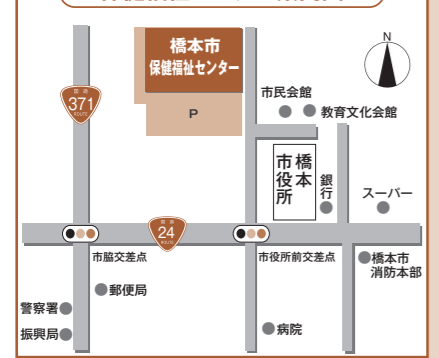 橋本市
保健福祉センター
N
国道
371
ROUTE
P
市民会館
教育文化会館
橋本
市役所
銀行
スーパー
国道
24
ROUTE
市脇交差点
市役所前交差点
橋本市
消防本部
郵便局
警察署
振興局
病院